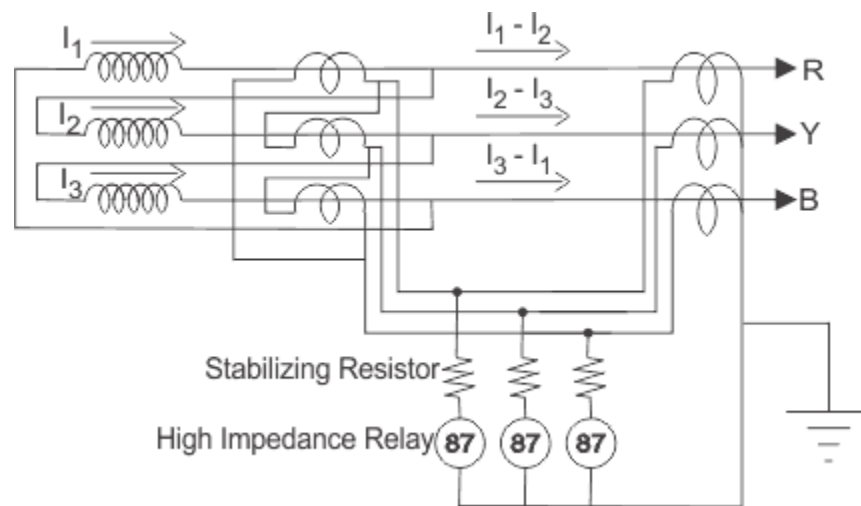 I₁
I₁ - I₂
R
I₂
I₂ - I₃
Y
I₃
I₃ - I₁
B
Stabilizing Resistor
High Impedance Relay 87 87 87